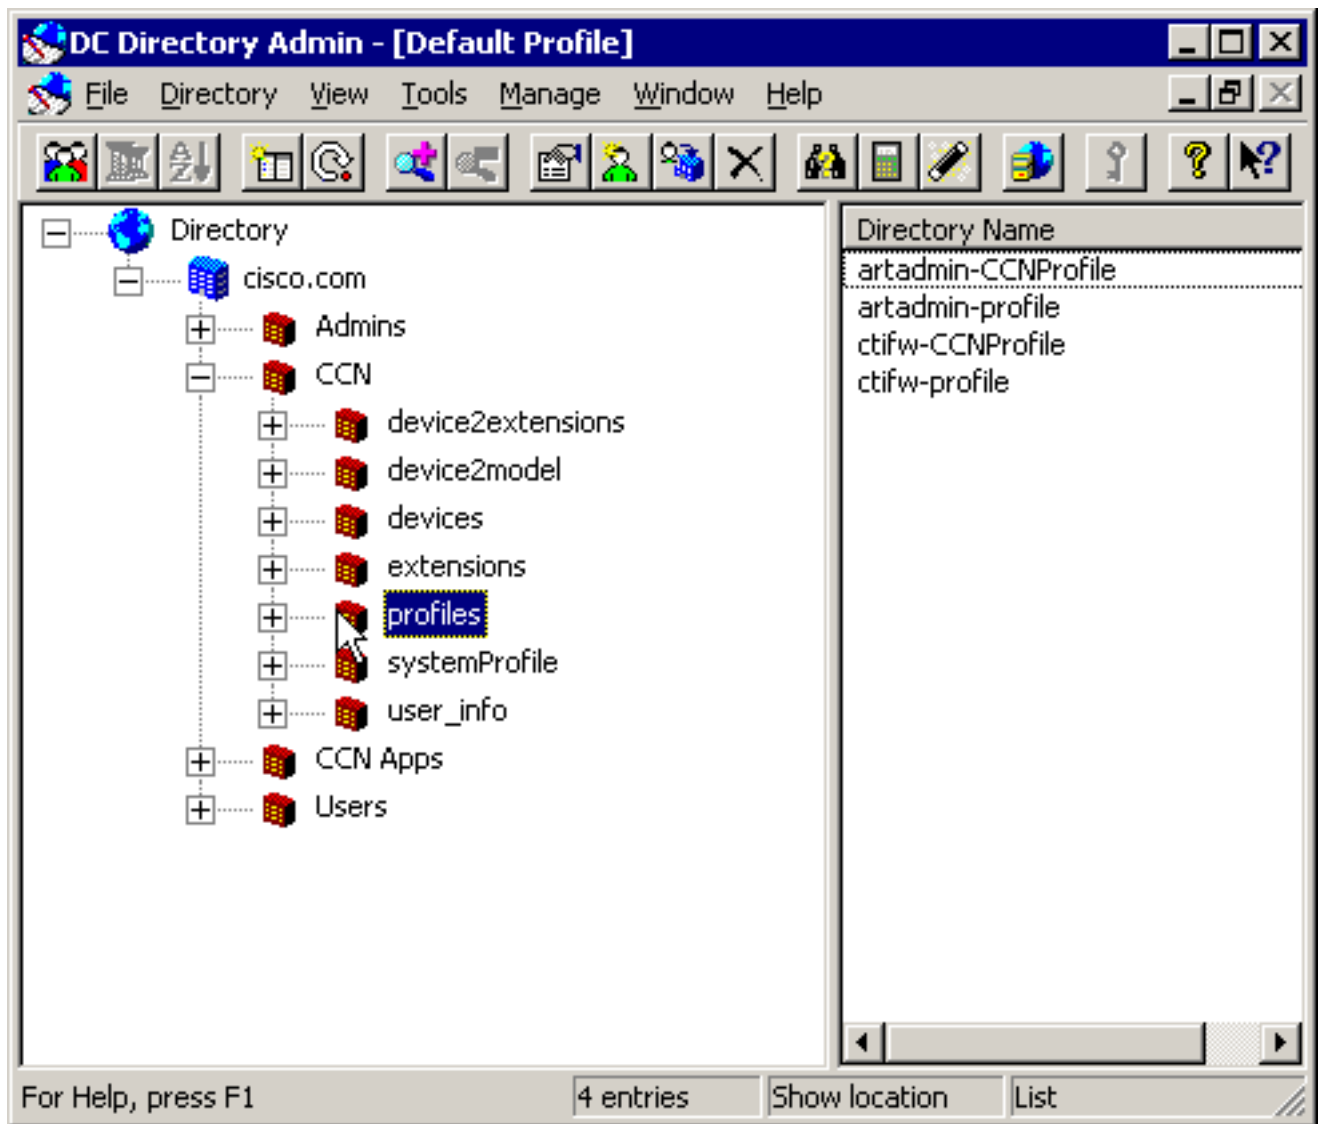 DC Directory Admin - [Default Profile]
File Directory View Tools Manage Window Help
Directory
cisco.com
Admins
CCN
device2extensions
device2model
devices
extensions
profiles
systemProfile
user_info
CCN Apps
Users
Directory Name
artadmin-CCNProfile
artadmin-profile
ctifw-CCNProfile
ctifw-profile
For Help, press F1 4 entries Show location List